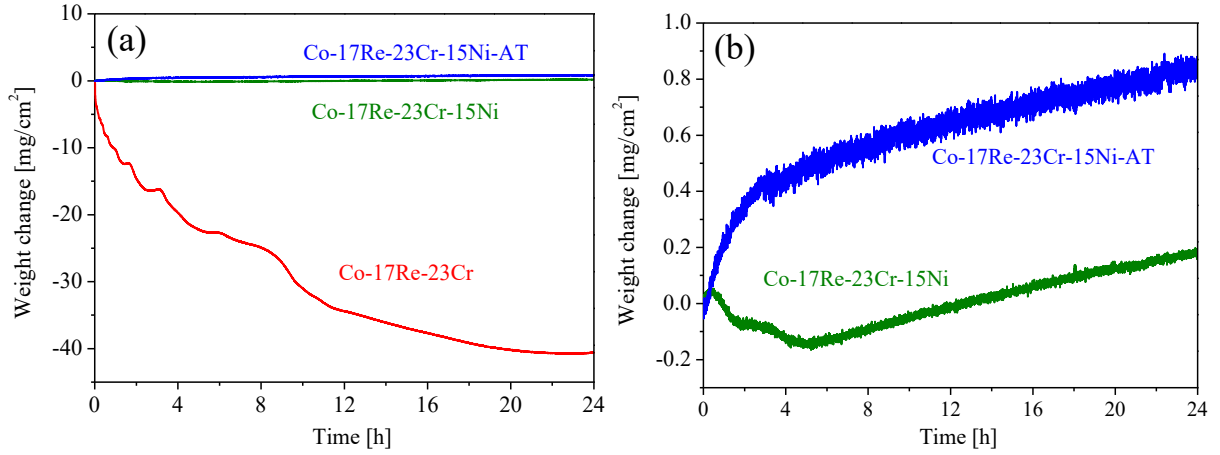 (a)
Co-17Re-23Cr-15Ni-AT
Co-17Re-23Cr-15Ni
Co-17Re-23Cr
Weight change [mg/cm²]
10
0
-10
-20
-30
-40
0 4 8 12 16 20 24
Time [h]
(b)
Co-17Re-23Cr-15Ni-AT
Co-17Re-23Cr-15Ni
Weight change [mg/cm²]
1.0
0.8
0.6
0.4
0.2
0.0
-0.2
0 4 8 12 16 20 24
Time [h]